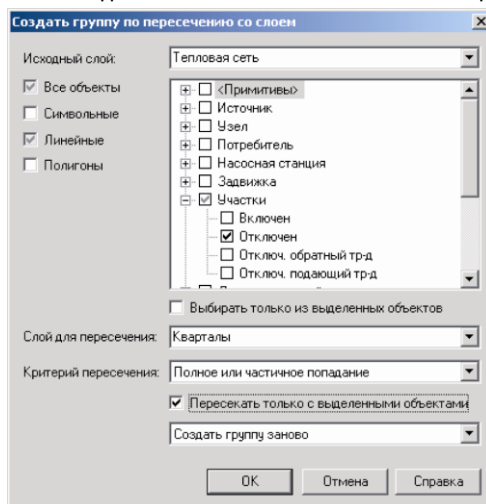 Создать группу по пересечению со слоем
Исходный слой: Тепловая сеть
Все объекты
Символьные
Линейные
Полигоны
<Примитивы>
Источник
Узел
Потребитель
Насосная станция
Задвижка
Участки
Включен
Отключен
Отключ. обратный тр-д
Отключ. подающий тр-д
Выбирать только из выделенных объектов
Слой для пересечения: Кварталы
Критерий пересечения: Полное или частичное попадание
Пересекать только с выделенными объектами
Создать группу заново
OK Отмена Справка